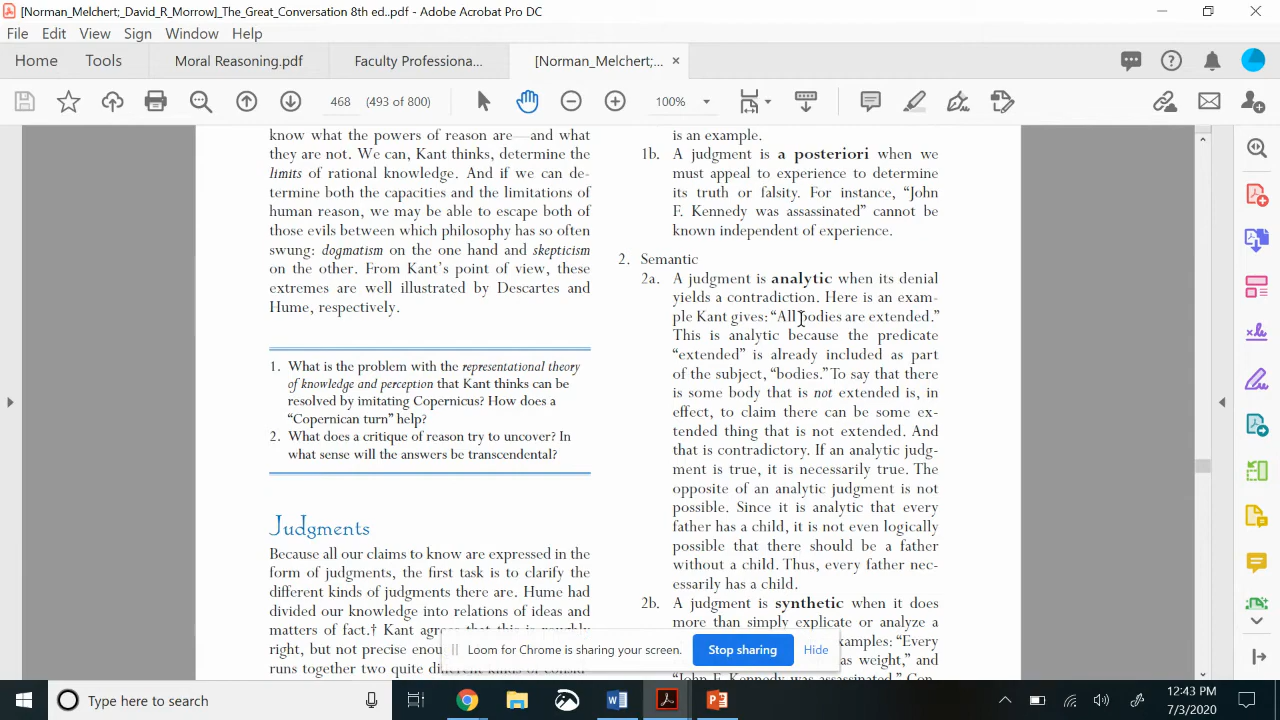 [Norman_Melchert;_David_R_Morrow]_The_Great_Conversation 8th ed..pdf - Adobe Acrobat Pro DC
File Edit View Sign Window Help
Home Tools Moral Reasoning.pdf Faculty Professiona... [Norman_Melchert;... ×
468 (493 of 800) 100%
know what the powers of reason are—and what
they are not. We can, Kant thinks, determine the
limits of rational knowledge. And if we can de-
termine both the capacities and the limitations of
human reason, we may be able to escape both of
those evils between which philosophy has so often
swung: dogmatism on the one hand and skepticism
on the other. From Kant's point of view, these
extremes are well illustrated by Descartes and
Hume, respectively.
1. What is the problem with the representational theory
of knowledge and perception that Kant thinks can be
resolved by imitating Copernicus? How does a
“Copernican turn” help?
2. What does a critique of reason try to uncover? In
what sense will the answers be transcendental?
Judgments
Because all our claims to know are expressed in the
form of judgments, the first task is to clarify the
different kinds of judgments there are. Hume had
divided our knowledge into relations of ideas and
matters of fact.† Kant agrees that this is roughly
right, but not precise enou
runs together two quite different kinds of consid-
is an example.
1b. A judgment is a posteriori when we
must appeal to experience to determine
its truth or falsity. For instance, “John
F. Kennedy was assassinated” cannot be
known independent of experience.
2. Semantic
2a. A judgment is analytic when its denial
yields a contradiction. Here is an exam-
ple Kant gives: “All bodies are extended.”
This is analytic because the predicate
“extended” is already included as part
of the subject, “bodies.” To say that there
is some body that is not extended is, in
effect, to claim there can be some ex-
tended thing that is not extended. And
that is contradictory. If an analytic judg-
ment is true, it is necessarily true. The
opposite of an analytic judgment is not
possible. Since it is analytic that every
father has a child, it is not even logically
possible that there should be a father
without a child. Thus, every father nec-
essarily has a child.
2b. A judgment is synthetic when it does
more than simply explicate or analyze a
xamples: “Every
as weight,” and
“John F. Kennedy was assassinated.” Con-
Loom for Chrome is sharing your screen. Stop sharing Hide
Type here to search
12:43 PM
7/3/2020